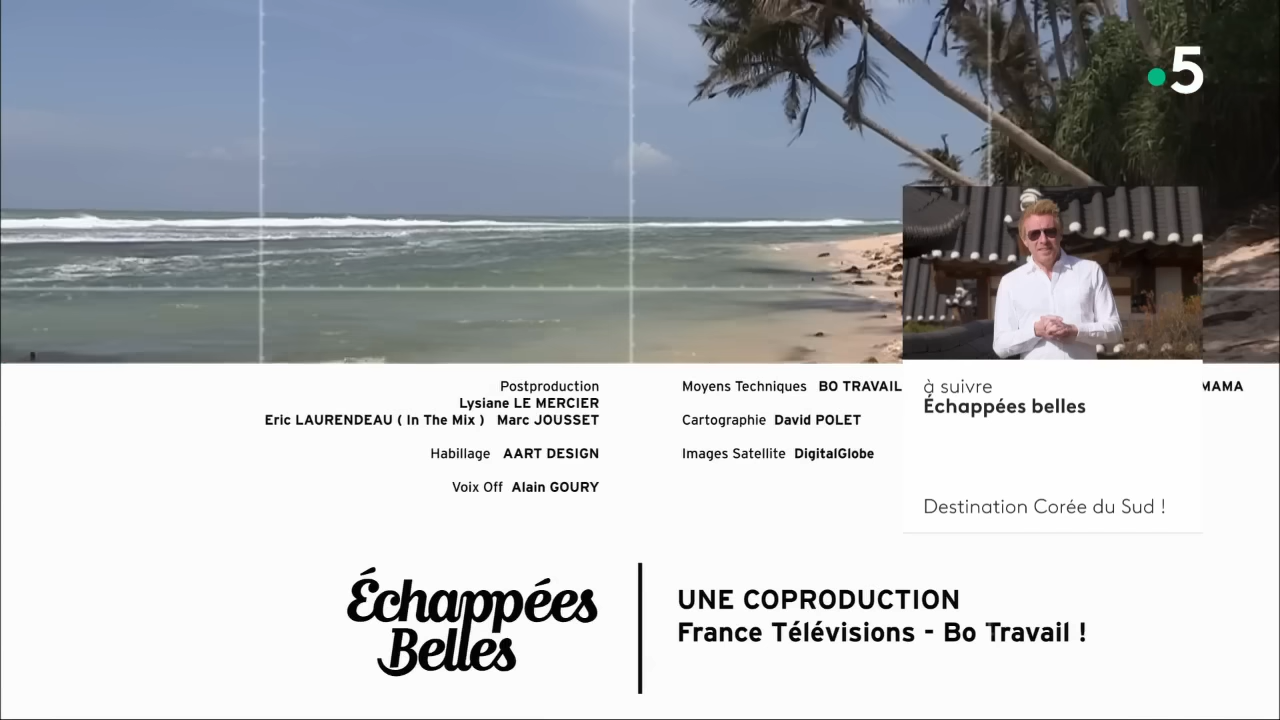 5
Postproduction
Lysiane LE MERCIER
Eric LAURENDEAU ( In The Mix ) Marc JOUSSET
Habillage AART DESIGN
Voix Off Alain GOURY
Moyens Techniques BO TRAVAIL
MAMA
Cartographie David POLET
Images Satellite DigitalGlobe
à suivre
Échappées belles
Destination Corée du Sud !
Échappées
Belles
UNE COPRODUCTION
France Télévisions - Bo Travail !